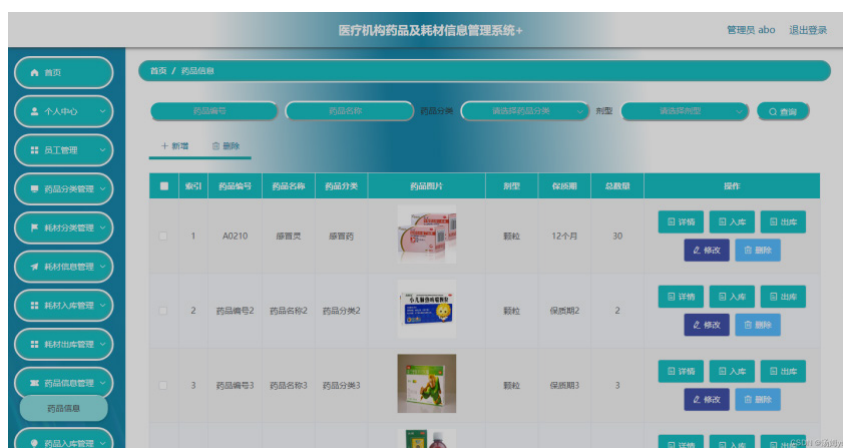 医疗机构药品及耗材信息管理系统+
管理员 abo 退出登录
首页
个人中心
员工管理
药品分类管理
耗材分类管理
耗材信息管理
耗材入库管理
耗材出库管理
药品信息管理
药品信息
药品入库管理
首页 / 药品信息
药品编号 药品名称 药品分类 请选择药品分类 剂型 请选择剂型 查询
+ 新增 删除
索引 药品编号 药品名称 药品分类 药品图片 剂型 保质期 总数量 操作
1 A0210 感冒灵 感冒药 颗粒 12个月 30 详情 入库 出库
修改 删除
2 药品编号2 药品名称2 药品分类2 颗粒 保质期2 2 详情 入库 出库
修改 删除
3 药品编号3 药品名称3 药品分类3 颗粒 保质期3 3 详情 入库 出库
修改 删除
详情 入库 出库